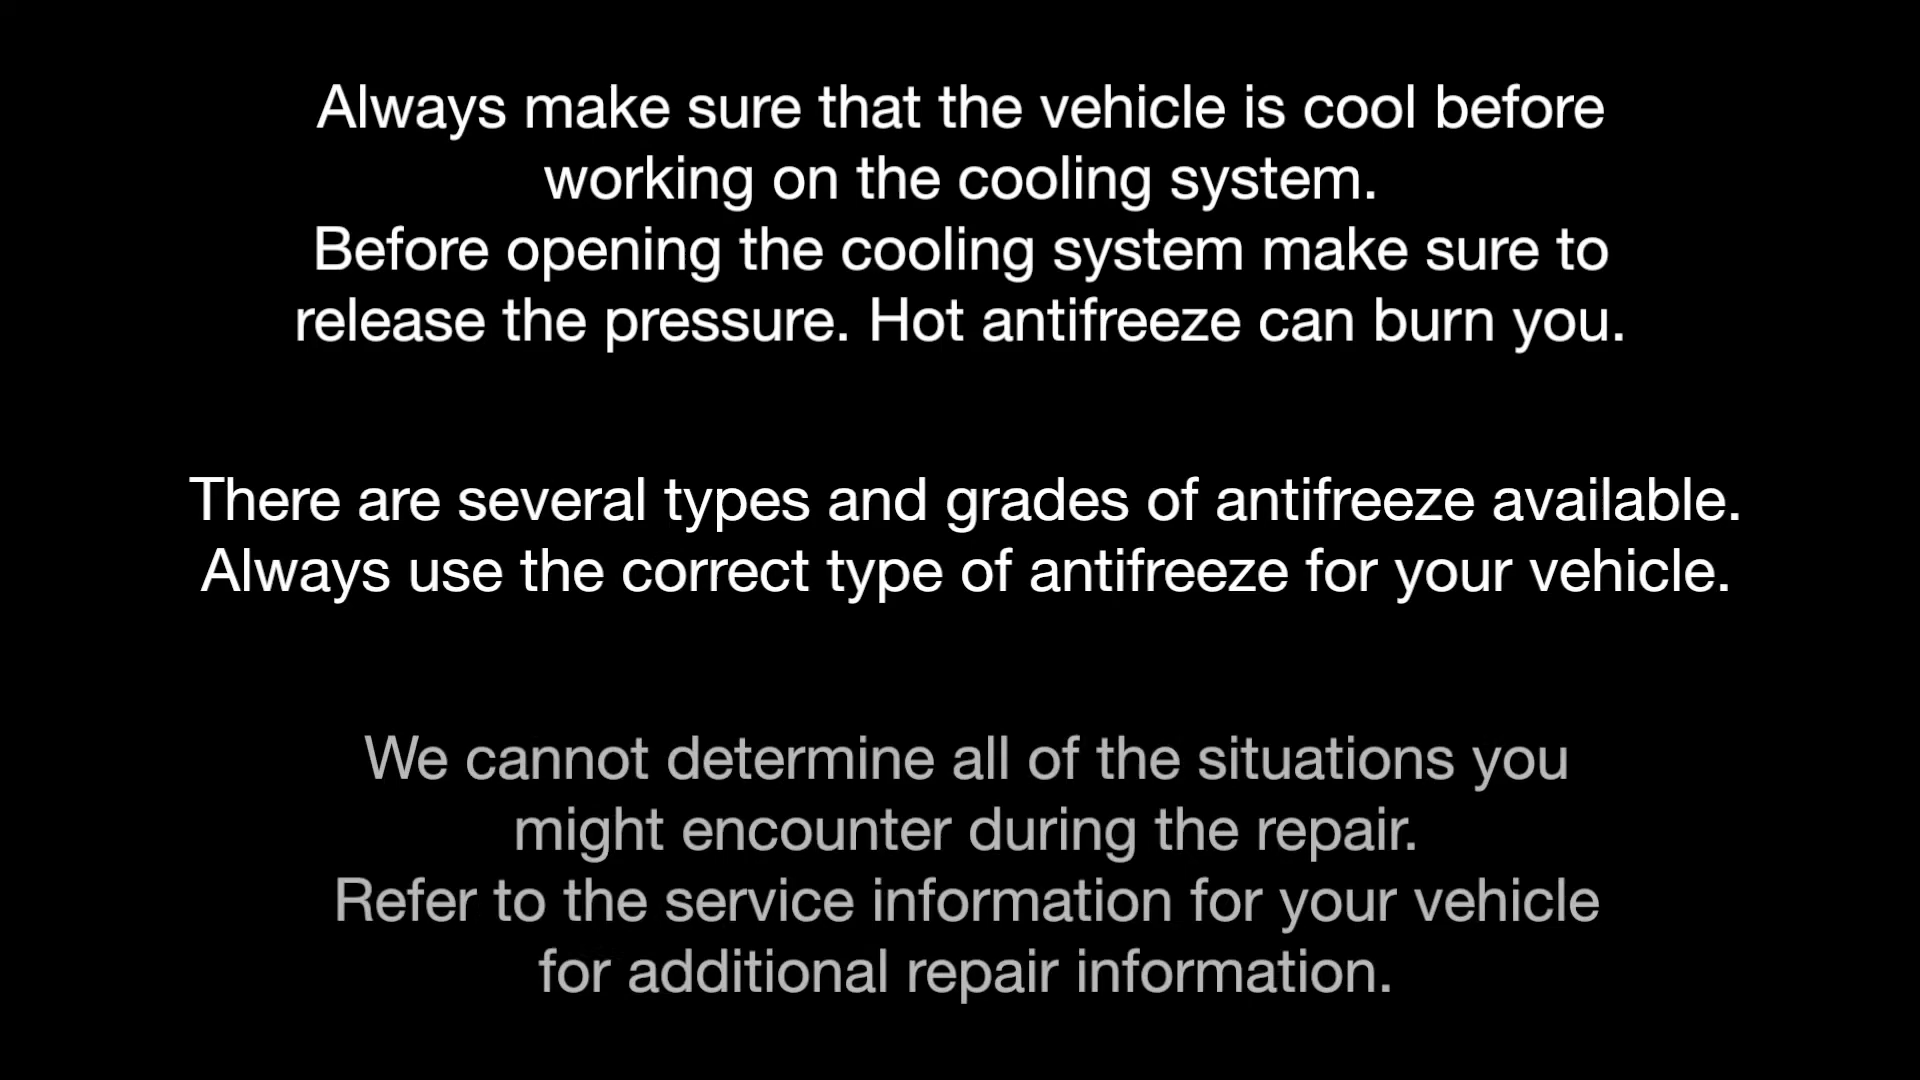 Always make sure that the vehicle is cool before
working on the cooling system.
Before opening the cooling system make sure to
release the pressure. Hot antifreeze can burn you.
There are several types and grades of antifreeze available.
Always use the correct type of antifreeze for your vehicle.
We cannot determine all of the situations you
might encounter during the repair.
Refer to the service information for your vehicle
for additional repair information.